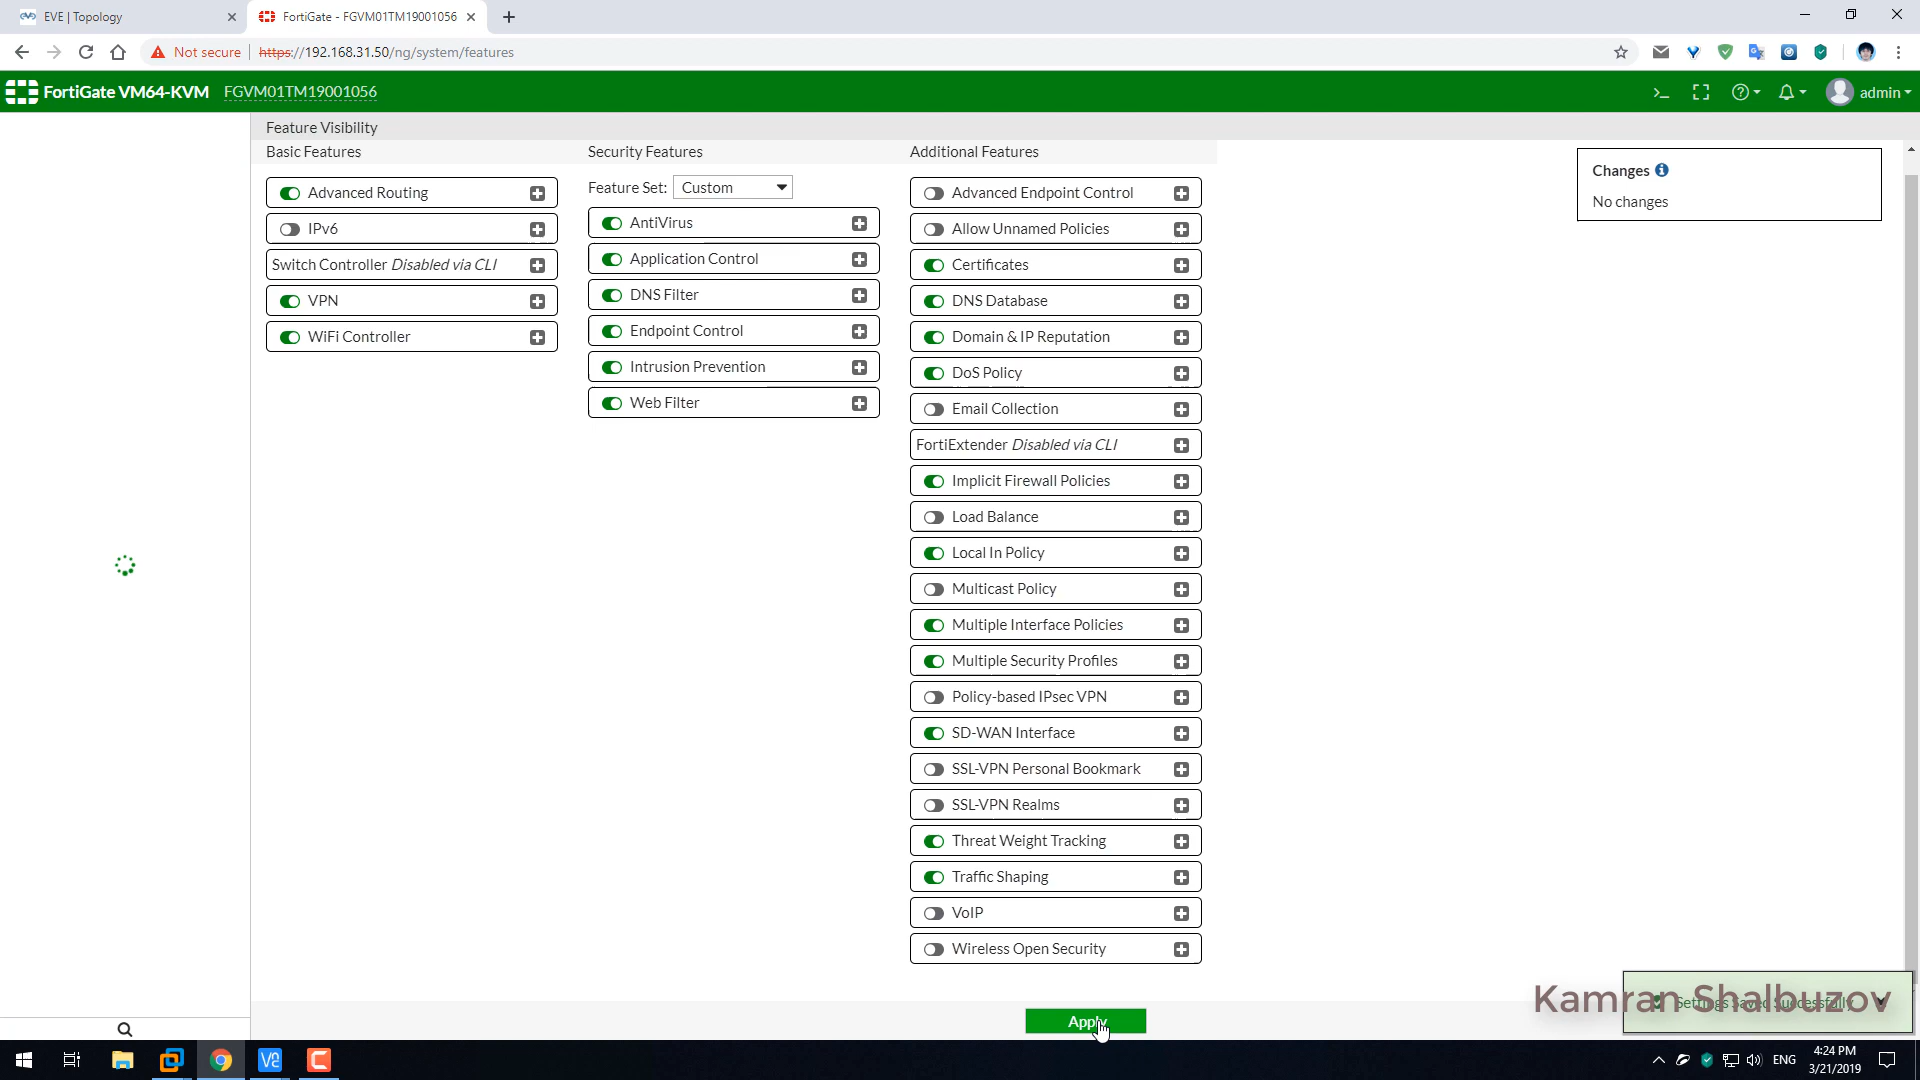 EVE | Topology
FortiGate - FGVM01TM19001056
Not secure
https://192.168.31.50/ng/system/features
FortiGate VM64-KVM
FGVM01TM19001056
admin
Feature Visibility
Basic Features
Advanced Routing
IPv6
Switch Controller Disabled via CLI
VPN
WiFi Controller
Security Features
Feature Set: Custom
AntiVirus
Application Control
DNS Filter
Endpoint Control
Intrusion Prevention
Web Filter
Additional Features
Advanced Endpoint Control
Allow Unnamed Policies
Certificates
DNS Database
Domain & IP Reputation
DoS Policy
Email Collection
FortiExtender Disabled via CLI
Implicit Firewall Policies
Load Balance
Local In Policy
Multicast Policy
Multiple Interface Policies
Multiple Security Profiles
Policy-based IPsec VPN
SD-WAN Interface
SSL-VPN Personal Bookmark
SSL-VPN Realms
Threat Weight Tracking
Traffic Shaping
VoIP
Wireless Open Security
Changes
No changes
Apply
Settings Saved Successfully
Kamran Shalbuzov
ENG
4:24 PM
3/21/2019